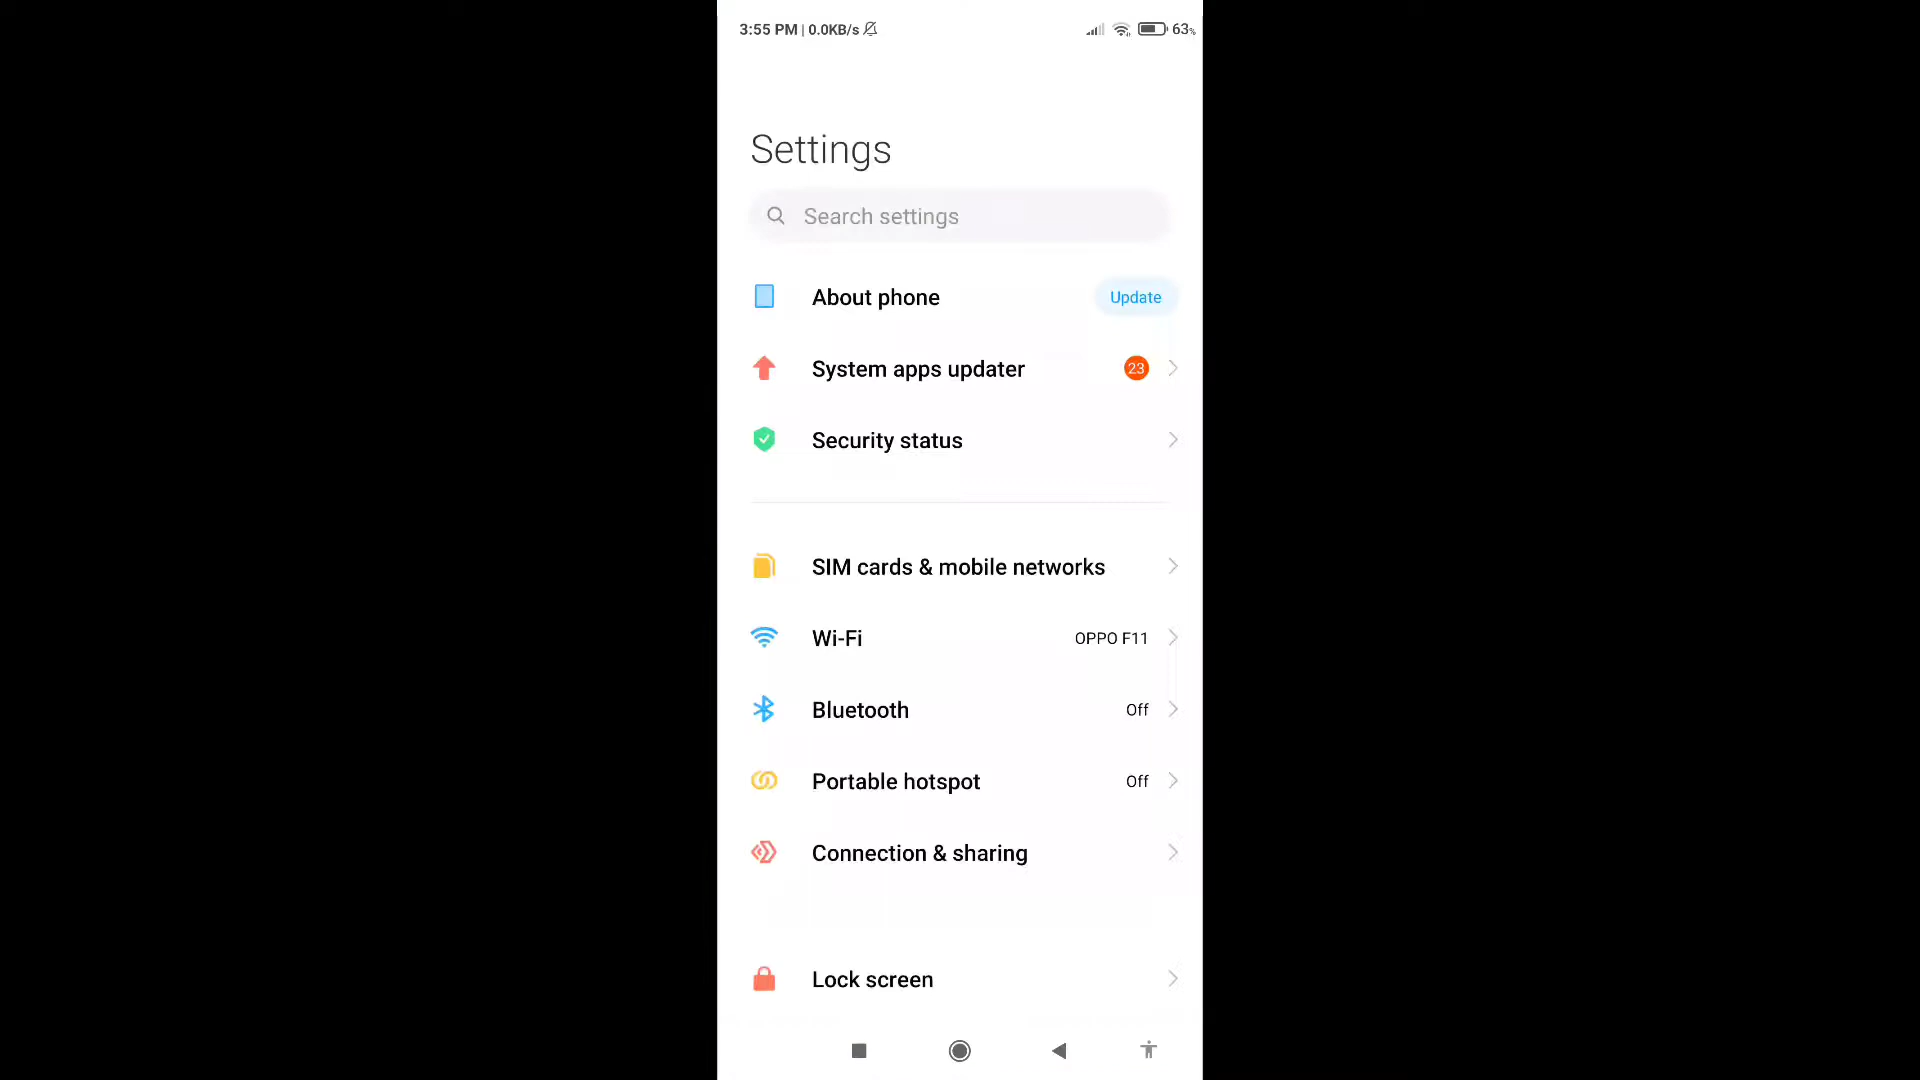 3:55 PM | 0.0KB/s 63%
Settings
Search settings
About phone Update
System apps updater 23
Security status
SIM cards & mobile networks
Wi-Fi OPPO F11
Bluetooth Off
Portable hotspot Off
Connection & sharing
Lock screen